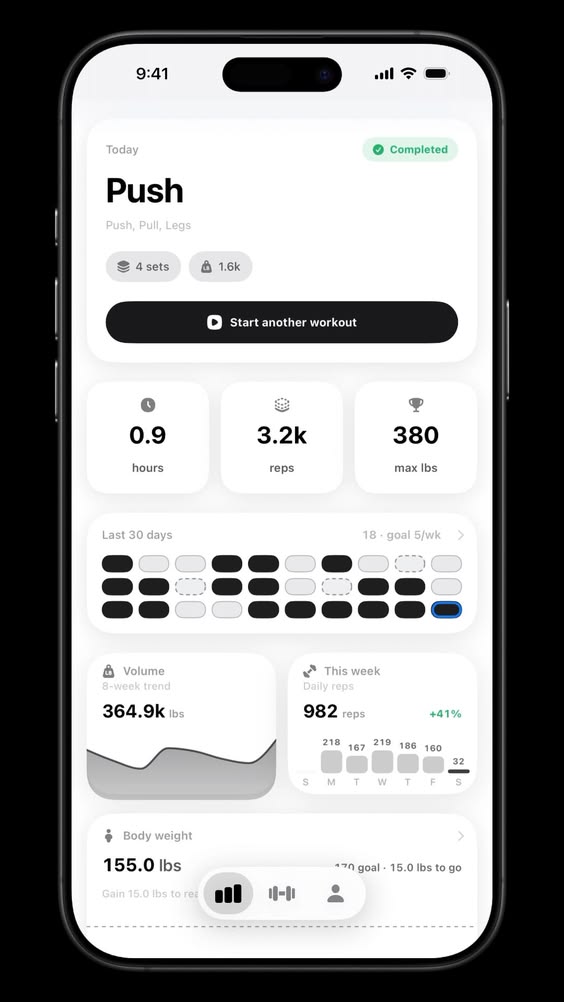 9:41
Today
Completed
Push
Push, Pull, Legs
4 sets
LB
1.6k
Start another workout
0.9
3.2k
380
hours
reps
max lbs
Last 30 days
18 · goal 5/wk
LB
Volume
8-week trend
364.9k lbs
This week
Daily reps
982 reps
+41%
218 167 219 186 160 32
S M T W T F S
Body weight
155.0 lbs
170 goal · 15.0 lbs to go
Gain 15.0 lbs to